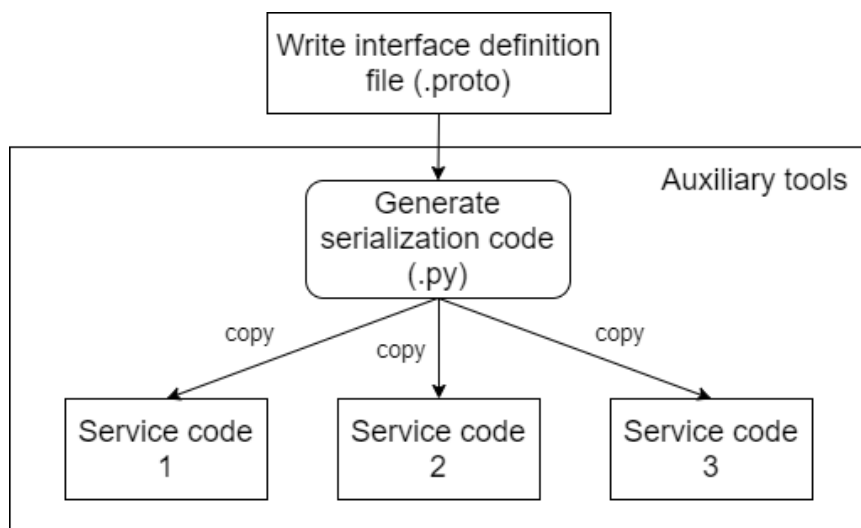 Write interface definition
file (.proto)
Auxiliary tools
Generate
serialization code
(.py)
copy
copy
copy
Service code
1
Service code
2
Service code
3